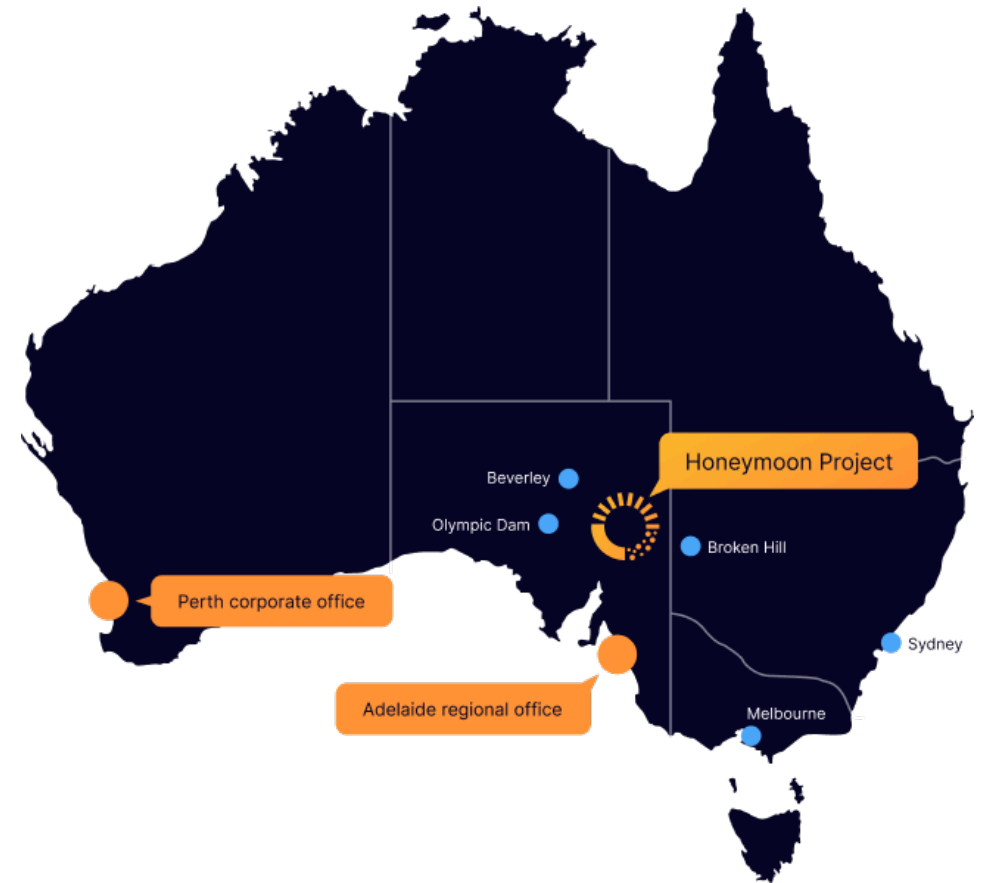 Honeymoon Project
Beverley
Olympic Dam
Broken Hill
Perth corporate office
Sydney
Adelaide regional office
Melbourne